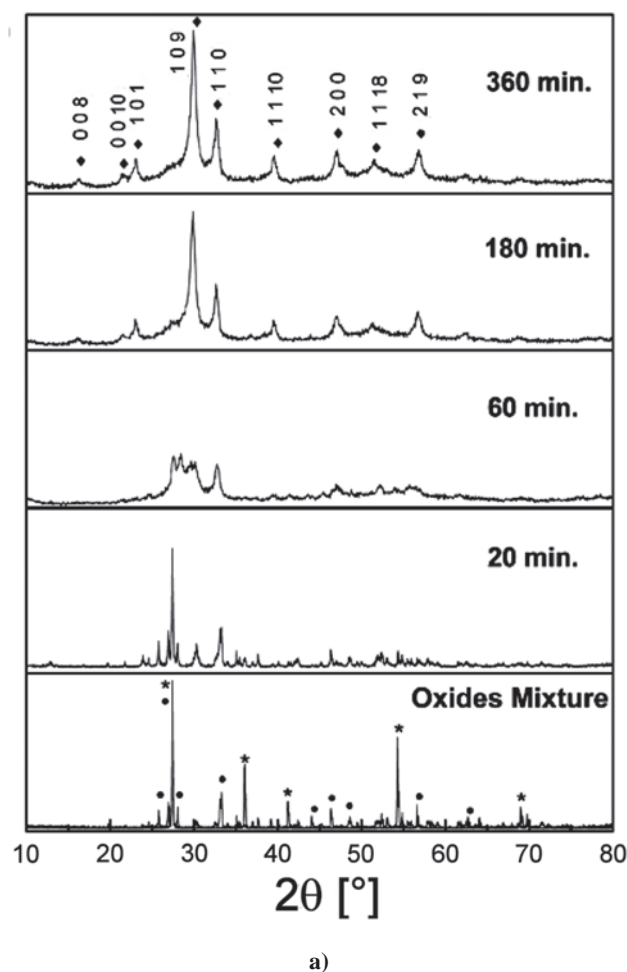 0 0 8
0 0 10
1 0 1
1 0 9
1 1 0
1 1 10
2 0 0
1 1 18
2 1 9
360 min.
180 min.
60 min.
20 min.
Oxides Mixture
10 20 30 40 50 60 70 80
2θ [°]
a)